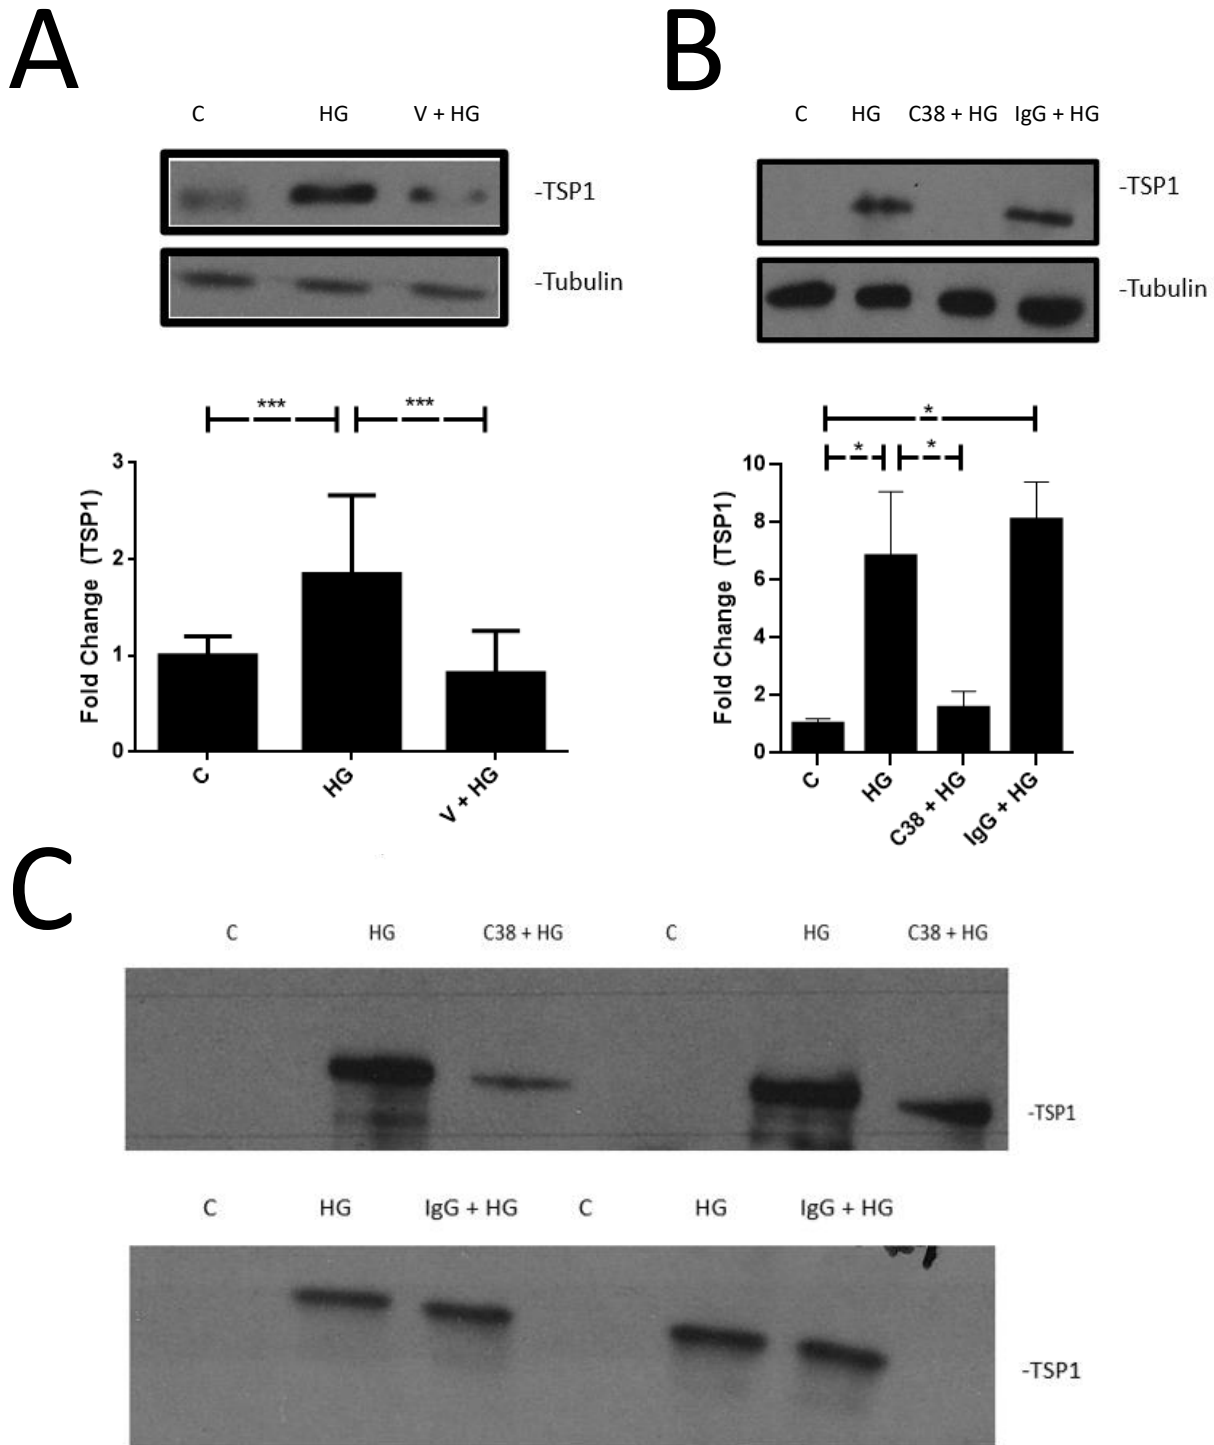 A
B
C HG V + HG
C HG C38 + HG IgG + HG
-TSP1
-TSP1
-Tubulin
-Tubulin
*** ***
*
* *
Fold Change (TSP1)
3
2
1
0
C HG V + HG
Fold Change (TSP1)
10
8
6
4
2
0
C HG C38 + HG IgG + HG
C
C HG C38 + HG C HG C38 + HG
-TSP1
C HG IgG + HG C HG IgG + HG
-TSP1